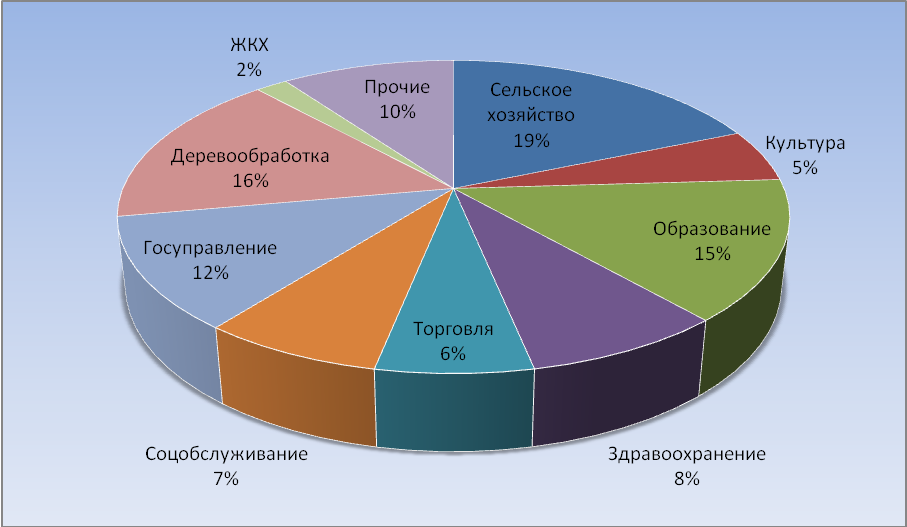 ЖКХ
2%
Прочие
10%
Сельское
хозяйство
19%
Культура
5%
Деревообработка
16%
Образование
15%
Госуправление
12%
Торговля
6%
Соцобслуживание
7%
Здравоохранение
8%